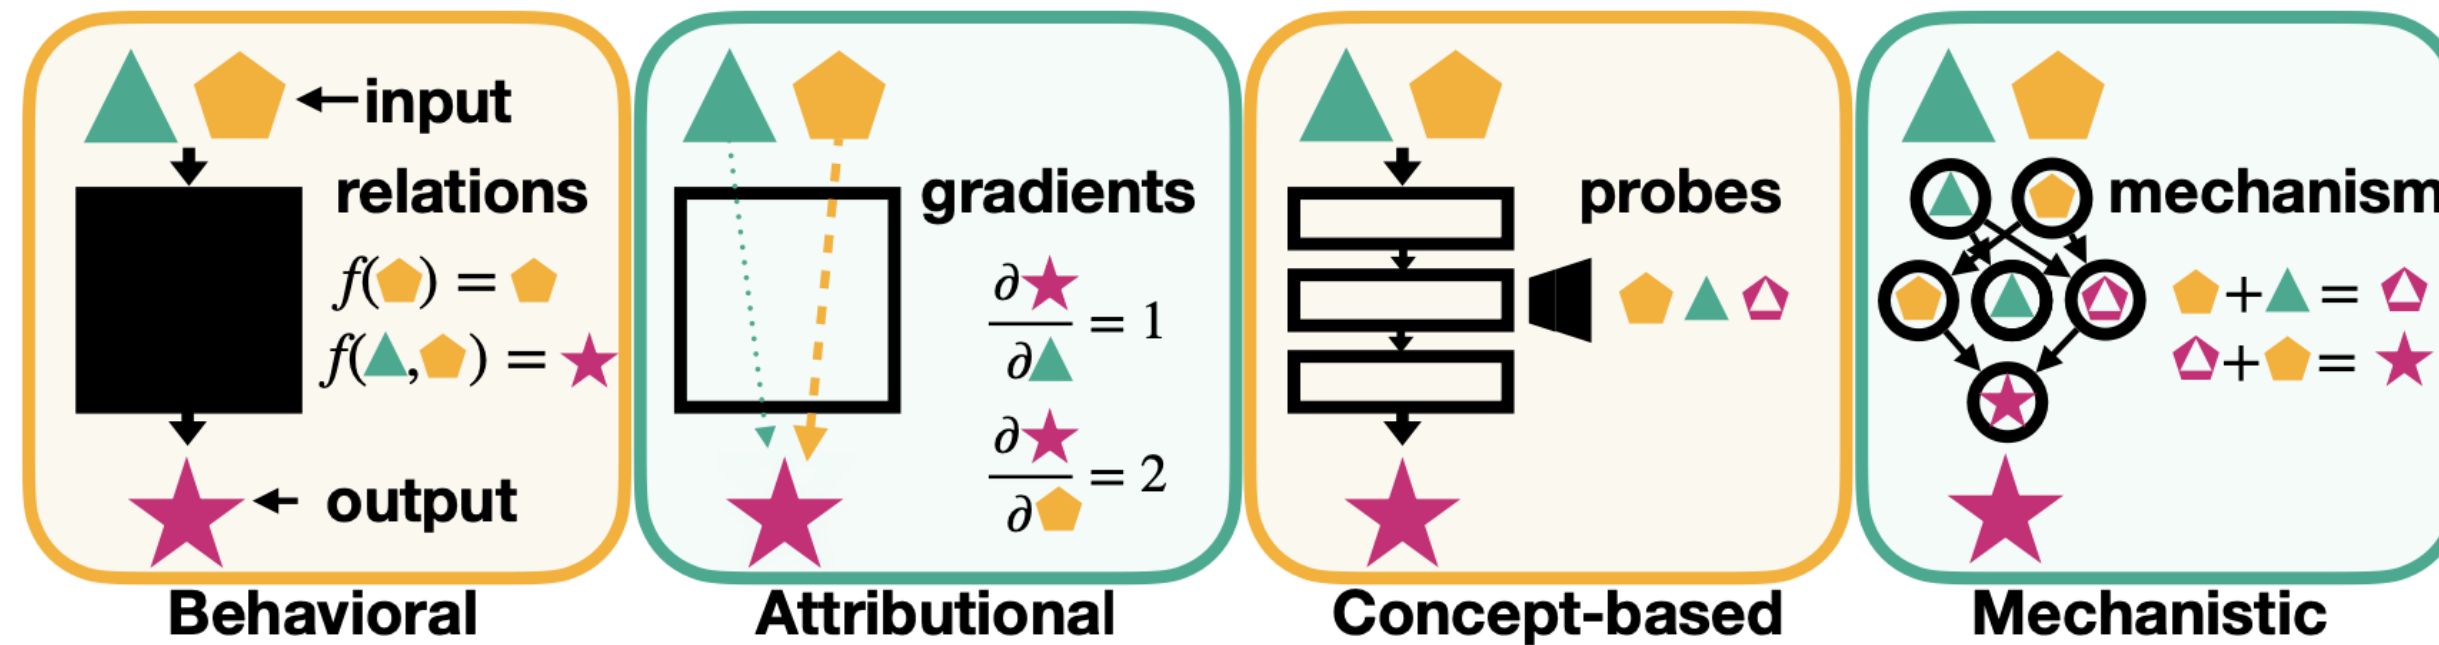 input
relations
f( ) =
f( , ) =
output
Behavioral
gradients
∂
∂
= 1
∂
∂
= 2
Attributional
probes
Concept-based
mechanism
+ =
+ =
Mechanistic